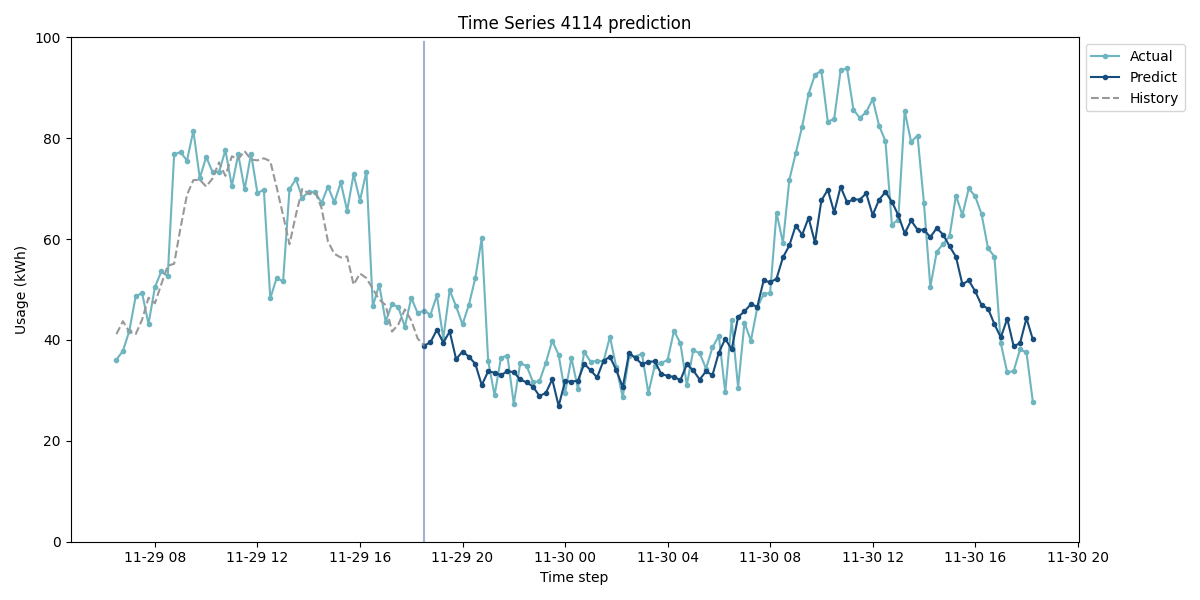 Time Series 4114 prediction
Usage (kWh)
100
80
60
40
20
0
11-29 08
11-29 12
11-29 16
11-29 20
11-30 00
11-30 04
11-30 08
11-30 12
11-30 16
11-30 20
Time step
Actual
Predict
History